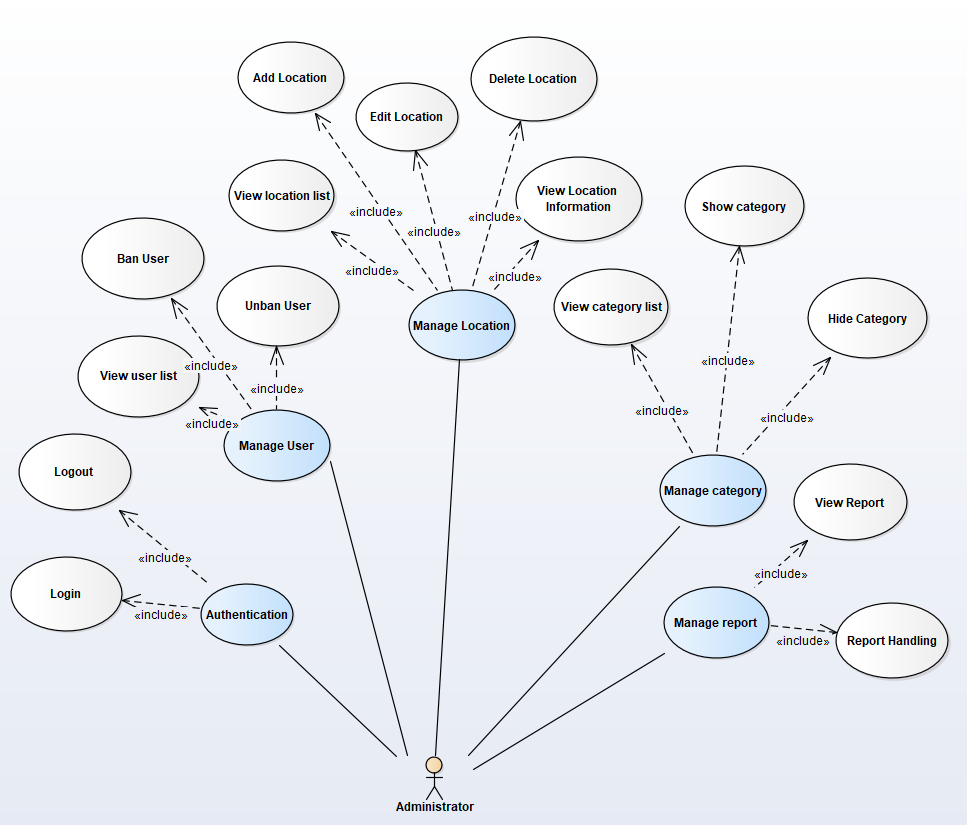 Add Location
Delete Location
Edit Location
View location list
View Location
Information
Show category
«include»
«include»
«include»
Ban User
«include»
«include»
Unban User
View category list
Hide Category
Manage Location
«include»
«include»
View user list
«include»
«include»
«include»
«include»
Manage User
Logout
Manage category
View Report
«include»
«include»
Login
«include»
Authentication
Manage report
«include»
Report Handling
Administrator